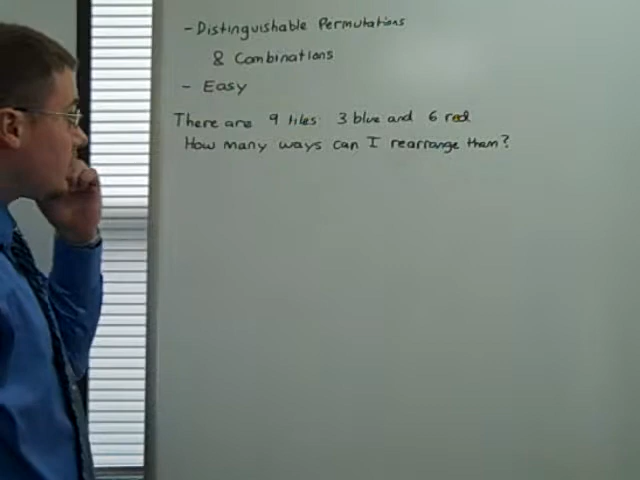 - Distinguishable Permutations
& Combinations
- Easy
There are 9 tiles 3 blue and 6 red
How many ways can I rearrange them?